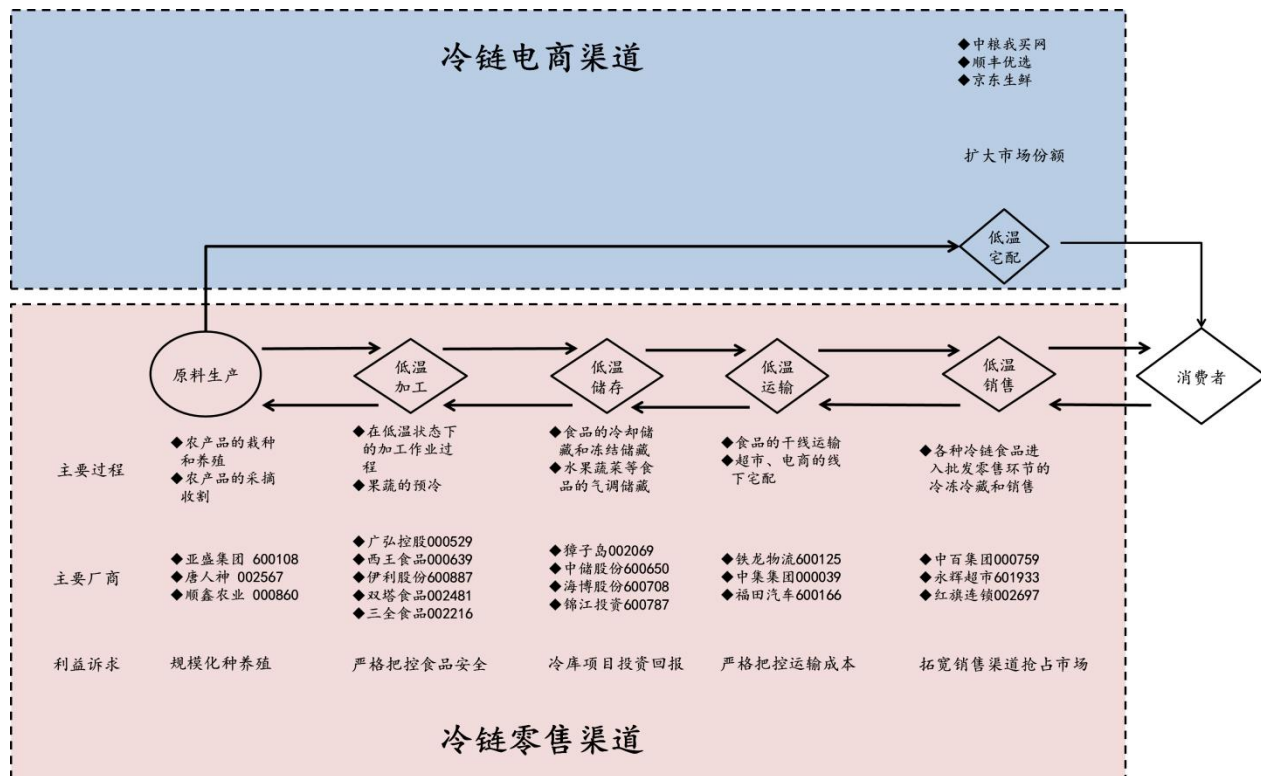 冷链电商渠道
◆中粮我买网
◆顺丰优选
◆京东生鲜
扩大市场份额
低温
宅配
原料生产
低温
加工
低温
储存
低温
运输
低温
销售
消费者
主要过程
◆农产品的栽种
和养殖
◆农产品的采摘
收割
◆在低温状态下
的加工作业过
程
◆果蔬的预冷
◆食品的冷却储
藏和冻结储藏
◆水果蔬菜等食
品的气调储藏
◆食品的干线运输
◆超市、电商的线
下宅配
◆各种冷链食品进
入批发零售环节的
冷冻冷藏和销售
主要厂商
◆亚盛集团 600108
◆唐人神 002567
◆顺鑫农业 000860
◆广弘控股000529
◆西王食品000639
◆伊利股份600887
◆双塔食品002481
◆三全食品002216
◆獐子岛002069
◆中储股份600650
◆海博股份600708
◆锦江投资600787
◆铁龙物流600125
◆中集集团000039
◆福田汽车600166
◆中百集团000759
◆永辉超市601933
◆红旗连锁002697
利益诉求
规模化种养殖
严格把控食品安全
冷库项目投资回报
严格把控运输成本
拓宽销售渠道抢占市场
冷链零售渠道